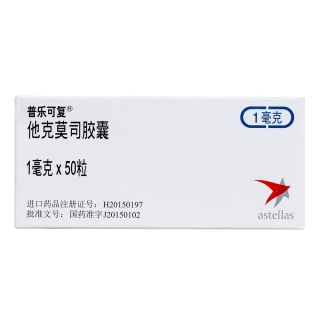 普乐可复®
他克莫司胶囊
1毫克
1毫克 x 50粒
进口药品注册证号：H20150197
批准文号：国药准字J20150102
astellas